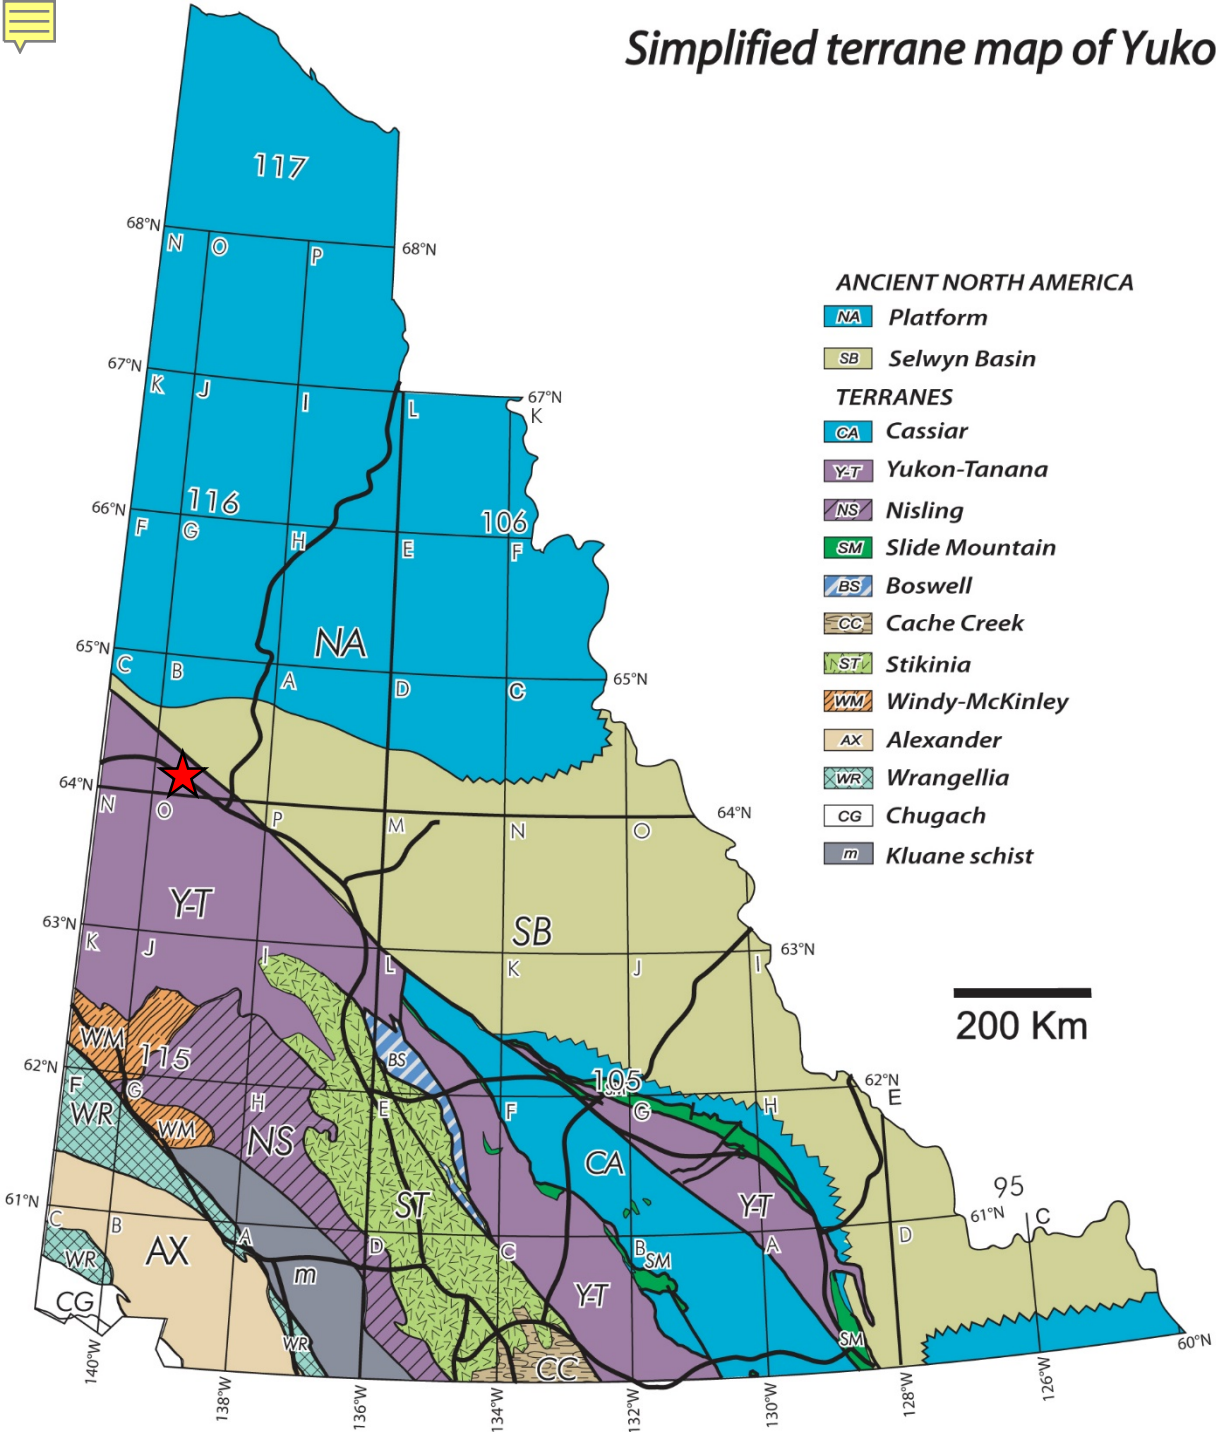 Simplified terrane map of Yuko
117
68°N
N
O
P
68°N
ANCIENT NORTH AMERICA
NA Platform
SB Selwyn Basin
TERRANES
CA Cassiar
Y-T Yukon-Tanana
NS Nisling
SM Slide Mountain
BS Boswell
CC Cache Creek
ST Stikinia
WM Windy-McKinley
AX Alexander
WR Wrangellia
CG Chugach
m Kluane schist
67°N
K
J
I
L
67°N
K
66°N
116
106
F
G
H
E
F
65°N
NA
C
B
A
D
C
65°N
64°N
N
O
P
M
N
O
64°N
Y-T
SB
63°N
K
J
I
L
K
J
I
63°N
200 Km
WM
115
BS
62°N
105
SM
62°N
F
G
H
E
F
G
H
E
WR
WM
NS
CA
ST
Y-T
95
61°N
61°N
C
B
A
D
C
B
A
D
C
WR
AX
m
SM
Y-T
CG
WR
CC
SM
60°N
140°W
138°W
136°W
134°W
132°W
130°W
128°W
126°W